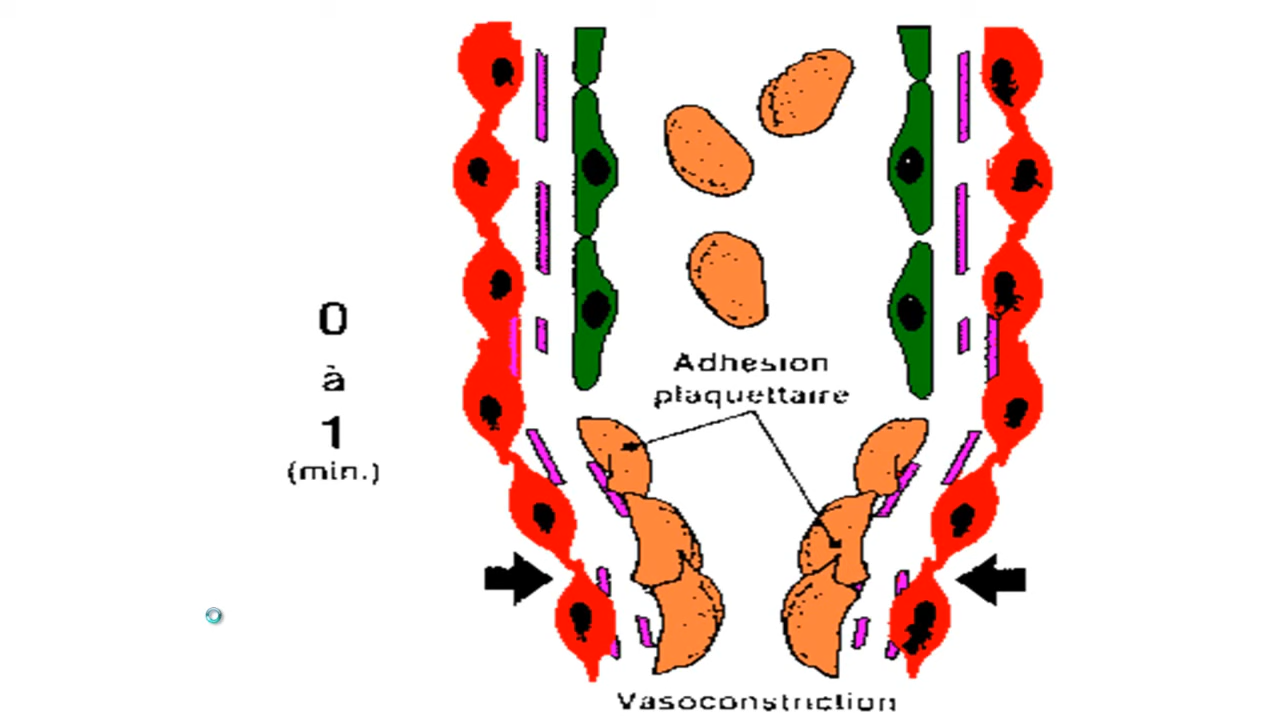 0
à
1
(min.)
Adhesion
plaquettaire
Vasoconstriction